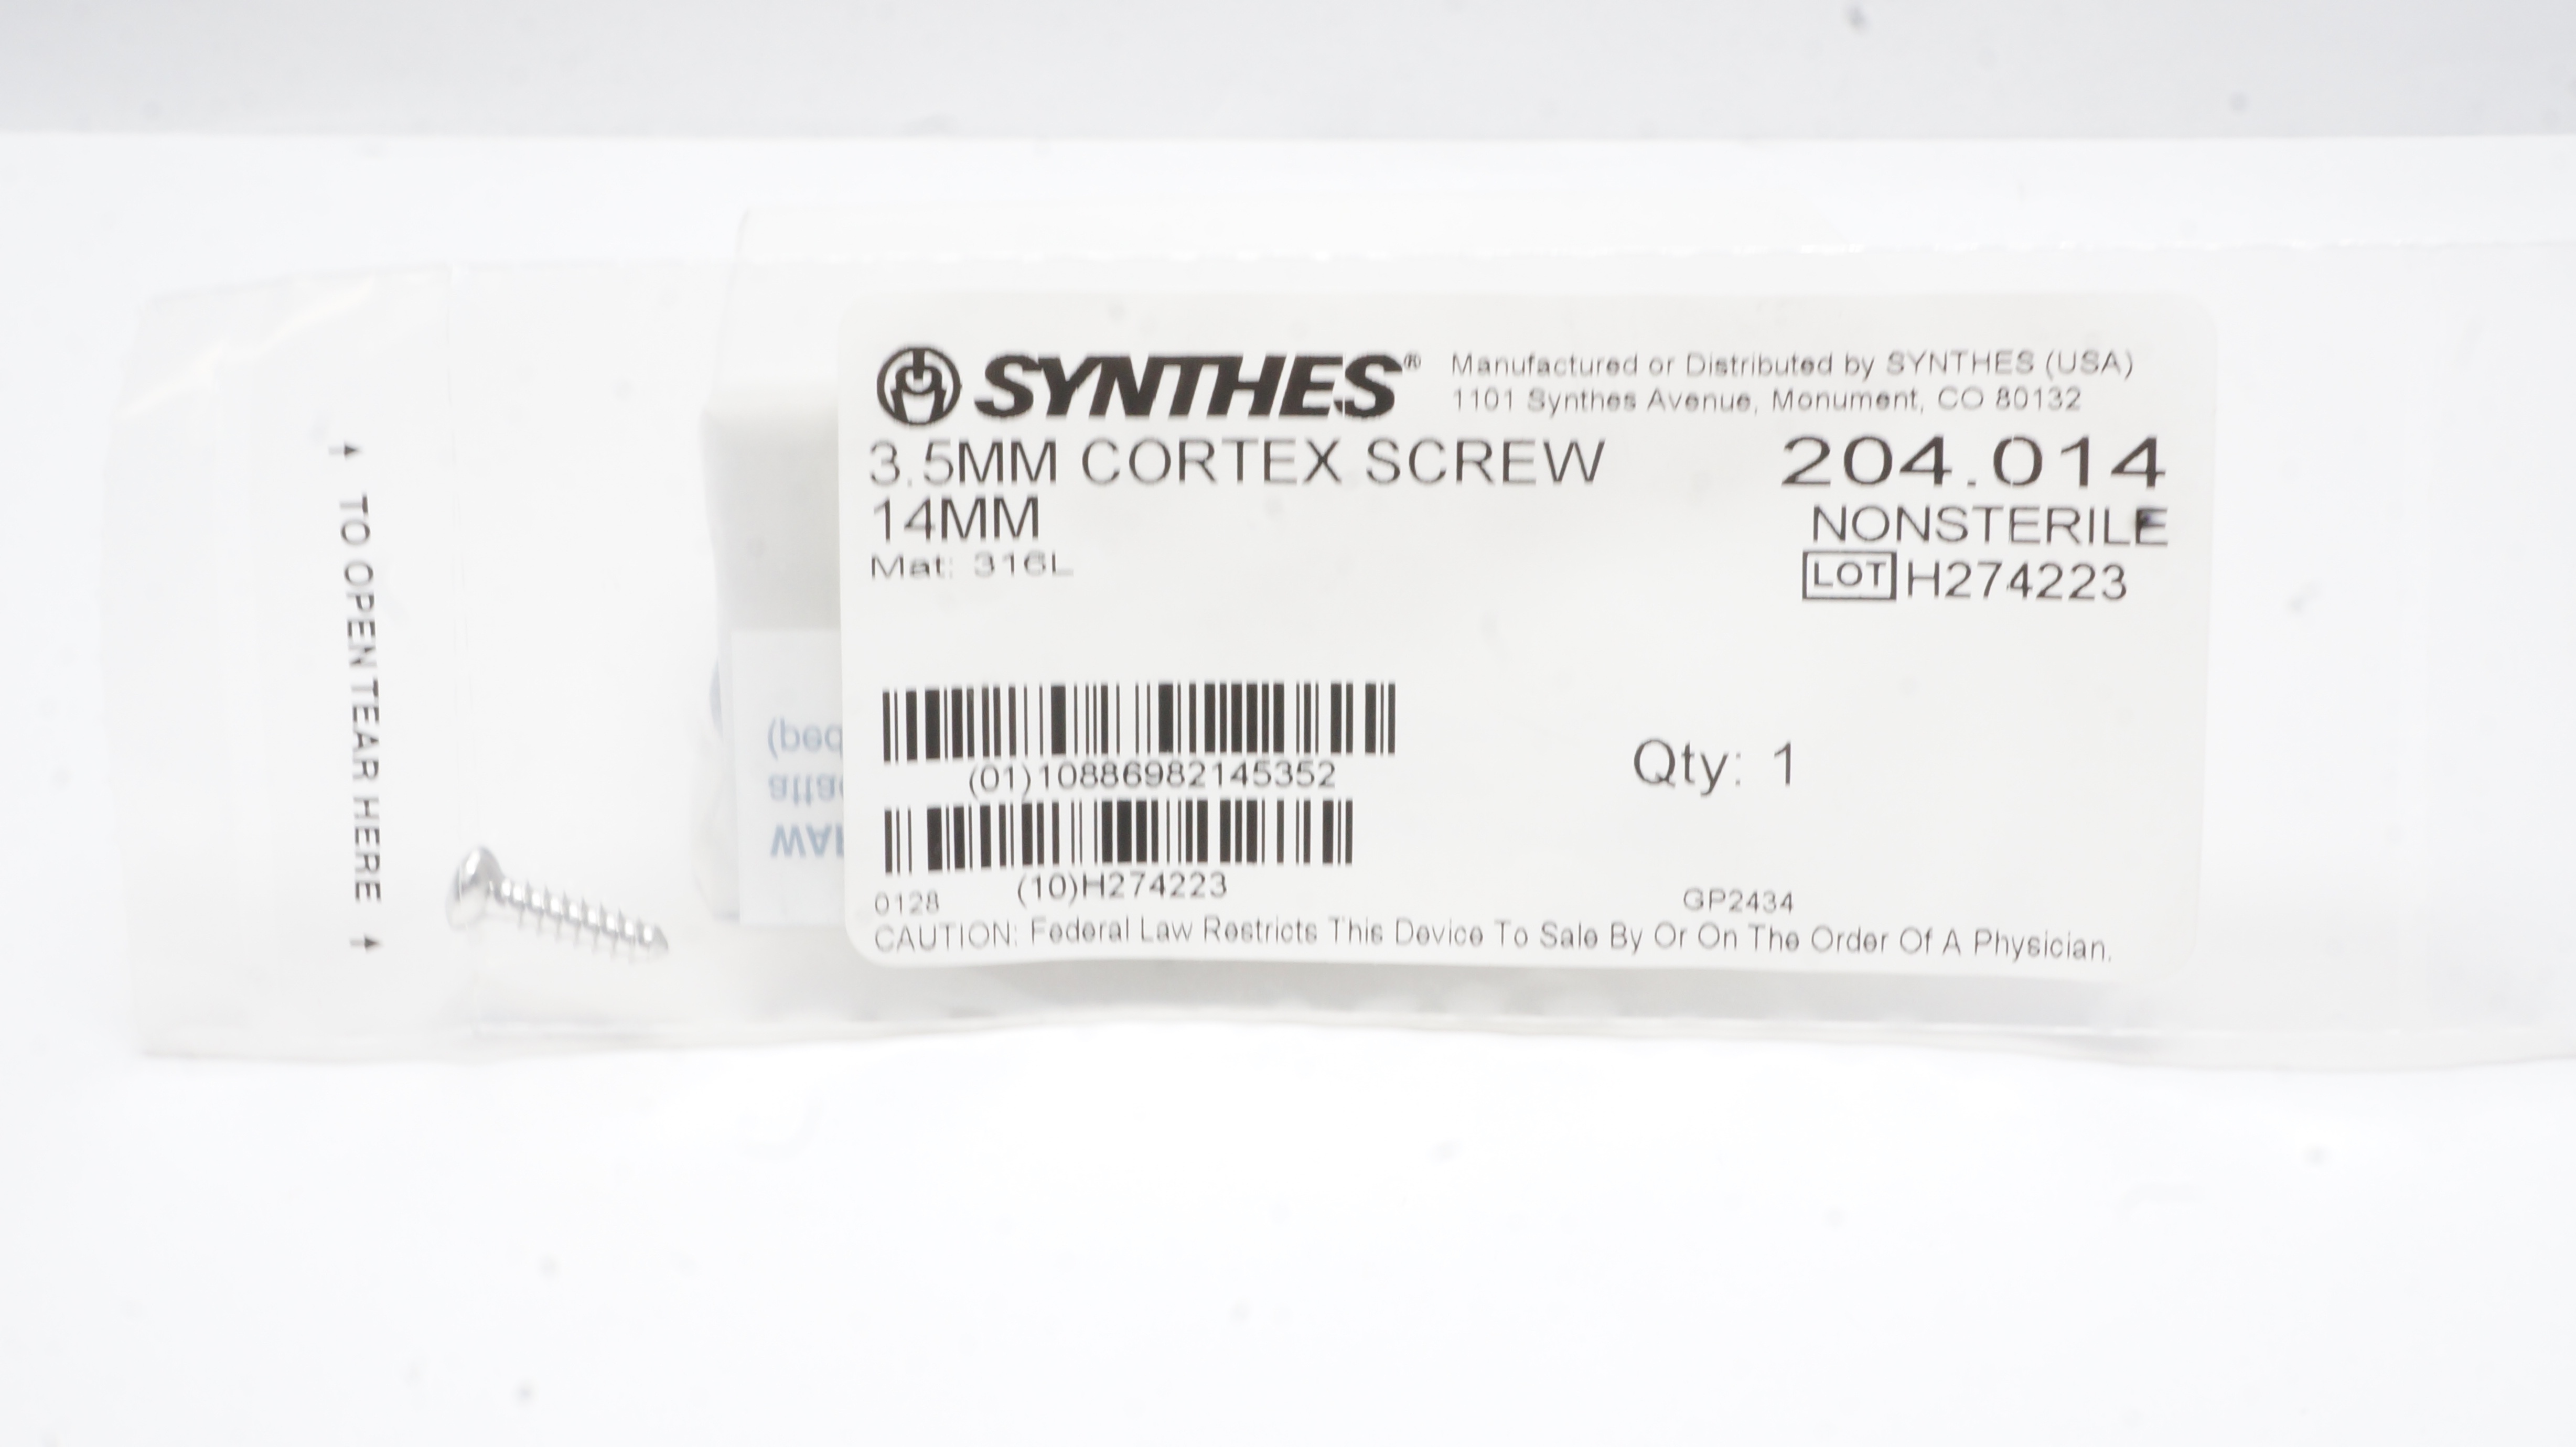 TO OPEN TEAR HERE
SYNTHES®
Manufactured or Distributed by SYNTHES (USA)
1101 Synthes Avenue, Monument, CO 80132
3.5MM CORTEX SCREW
14MM
Mat: 316L
204.014
NONSTERILE
LOT H274223
(01)10886982145352
Qty: 1
(10)H274223
0128
GP2434
CAUTION: Federal Law Restricts This Device To Sale By Or On The Order Of A Physician.